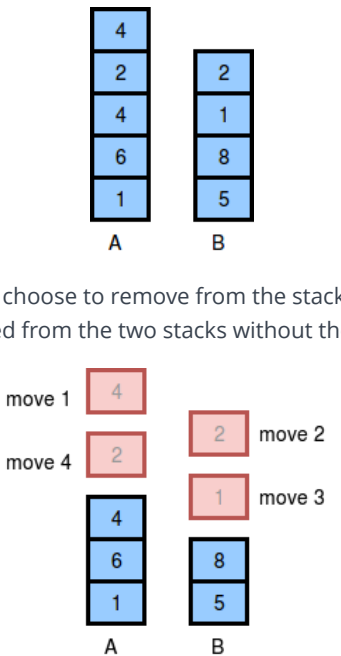 4
2 2
4 1
6 8
1 5
A B
choose to remove from the stack
ed from the two stacks without th
move 1 4
2 move 2
move 4 2
1 move 3
4
6 8
1 5
A B